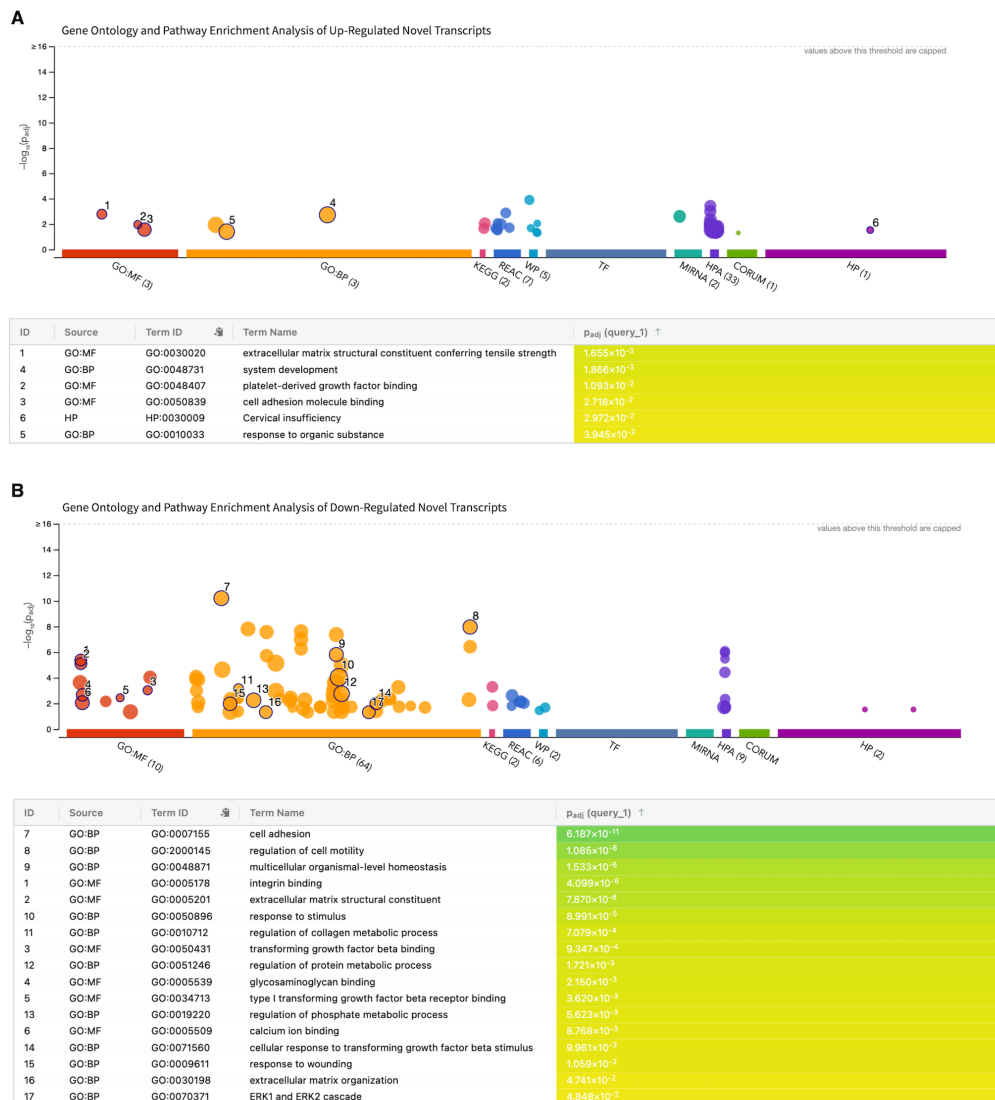 A
Gene Ontology and Pathway Enrichment Analysis of Up-Regulated Novel Transcripts
values above this threshold are capped
≥16
14
12
10
8
6
4
2
0
−log₁₀(padj)
1
2
3
5
4
6
GO:MF (3)
GO:BP (3)
KEGG (2)
REAC (7)
WP (5)
TF
MIRNA (2)
HPA (33)
CORUM (1)
HP (1)
ID Source Term ID Term Name padj (query_1) ↑
1 GO:MF GO:0030020 extracellular matrix structural constituent conferring tensile strength 1.655×10⁻³
4 GO:BP GO:0048731 system development 1.866×10⁻³
2 GO:MF GO:0048407 platelet-derived growth factor binding 1.093×10⁻²
3 GO:MF GO:0050839 cell adhesion molecule binding 2.718×10⁻²
6 HP HP:0030009 Cervical insufficiency 2.972×10⁻²
5 GO:BP GO:0010033 response to organic substance 3.945×10⁻²
B
Gene Ontology and Pathway Enrichment Analysis of Down-Regulated Novel Transcripts
values above this threshold are capped
≥16
14
12
10
8
6
4
2
0
−log₁₀(padj)
1
2
4
6
5
3
7
15
11
13
16
9
10
12
17
14
8
GO:MF (10)
GO:BP (64)
KEGG (2)
REAC (6)
WP (2)
TF
MIRNA
HPA (9)
CORUM
HP (2)
ID Source Term ID Term Name padj (query_1) ↑
7 GO:BP GO:0007155 cell adhesion 6.187×10⁻¹¹
8 GO:BP GO:2000145 regulation of cell motility 1.085×10⁻⁸
9 GO:BP GO:0048871 multicellular organismal-level homeostasis 1.533×10⁻⁶
1 GO:MF GO:0005178 integrin binding 4.099×10⁻⁶
2 GO:MF GO:0005201 extracellular matrix structural constituent 7.870×10⁻⁶
10 GO:BP GO:0050896 response to stimulus 8.991×10⁻⁵
11 GO:BP GO:0010712 regulation of collagen metabolic process 7.079×10⁻⁴
3 GO:MF GO:0050431 transforming growth factor beta binding 9.347×10⁻⁴
12 GO:BP GO:0051246 regulation of protein metabolic process 1.721×10⁻³
4 GO:MF GO:0005539 glycosaminoglycan binding 2.150×10⁻³
5 GO:MF GO:0034713 type I transforming growth factor beta receptor binding 3.620×10⁻³
13 GO:BP GO:0019220 regulation of phosphate metabolic process 5.623×10⁻³
6 GO:MF GO:0005509 calcium ion binding 8.768×10⁻³
14 GO:BP GO:0071560 cellular response to transforming growth factor beta stimulus 9.961×10⁻³
15 GO:BP GO:0009611 response to wounding 1.059×10⁻²
16 GO:BP GO:0030198 extracellular matrix organization 4.741×10⁻²
17 GO:BP GO:0070371 ERK1 and ERK2 cascade 4.848×10⁻²